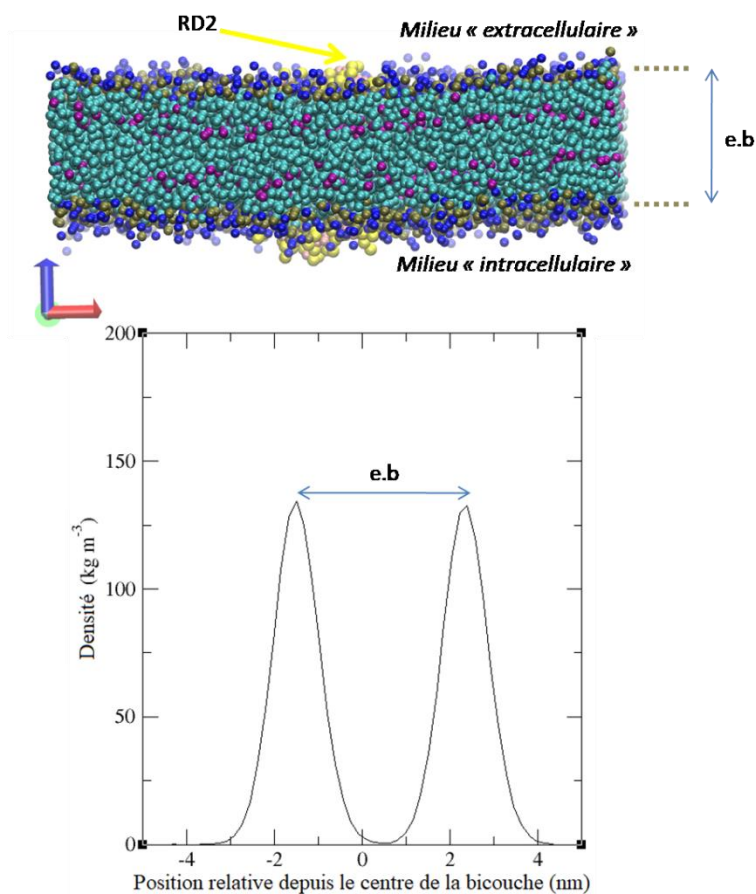 RD2
Milieu « extracellulaire »
e.b
Milieu « intracellulaire »
200
e.b
150
Densité (kg m⁻³)
100
50
0
-4 -2 0 2 4
Position relative depuis le centre de la bicouche (nm)